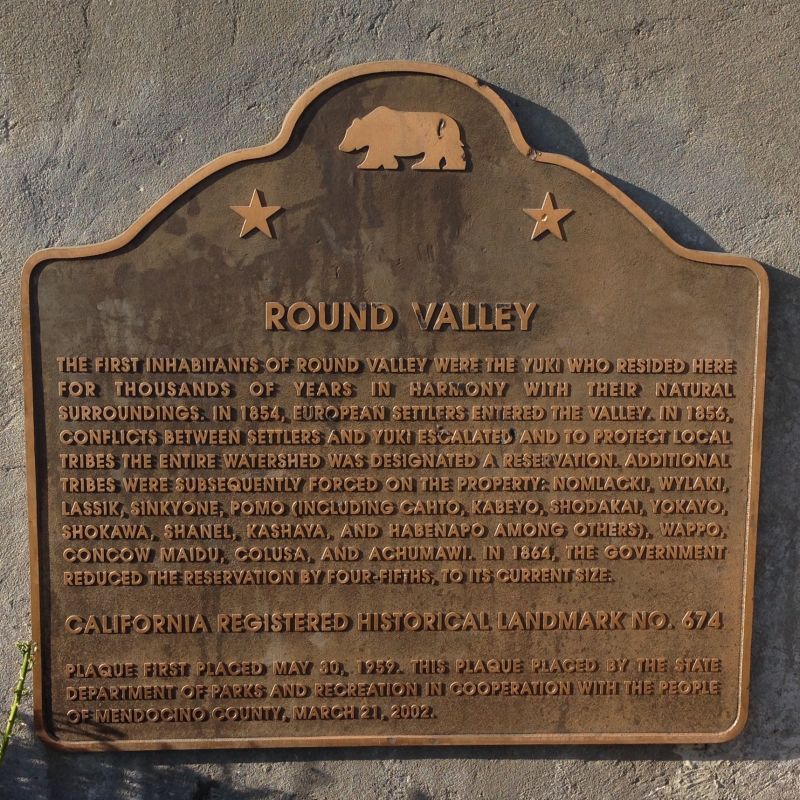 ROUND VALLEY
THE FIRST INHABITANTS OF ROUND VALLEY WERE THE YUKI WHO RESIDED HERE
FOR THOUSANDS OF YEARS IN HARMONY WITH THEIR NATURAL
SURROUNDINGS. IN 1854, EUROPEAN SETTLERS ENTERED THE VALLEY. IN 1856,
CONFLICTS BETWEEN SETTLERS AND YUKI ESCALATED AND TO PROTECT LOCAL
TRIBES THE ENTIRE WATERSHED WAS DESIGNATED A RESERVATION. ADDITIONAL
TRIBES WERE SUBSEQUENTLY FORCED ON THE PROPERTY: NOMLACKI, WYLAKI,
LASSIK, SINKYONE, POMO (INCLUDING CAHTO, KABEYO, SHODAKAI, YOKAYO,
SHOKAWA, SHANEL, KASHAVA, AND HABENAPO AMONG OTHERS), WAPPO,
CONCOW MAIDU, COLUSA, AND ACHUMAWI. IN 1864, THE GOVERNMENT
REDUCED THE RESERVATION BY FOUR-FIFTHS, TO ITS CURRENT SIZE.
CALIFORNIA REGISTERED HISTORICAL LANDMARK NO. 674
PLAQUE FIRST PLACED MAY 30, 1959. THIS PLAQUE PLACED BY THE STATE
DEPARTMENT OF PARKS AND RECREATION IN COOPERATION WITH THE PEOPLE
OF MENDOCINO COUNTY, MARCH 21, 2002.